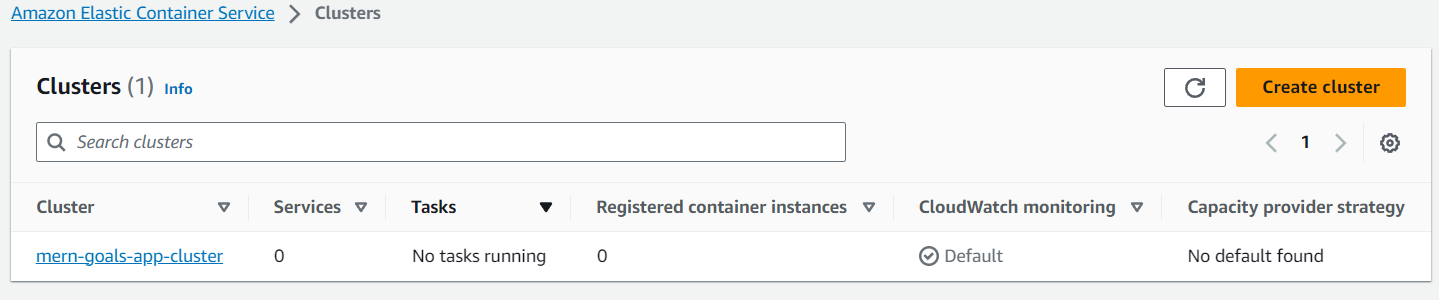 Amazon Elastic Container Service > Clusters
Clusters (1) Info
Create cluster
Search clusters
1
Cluster Services Tasks Registered container instances CloudWatch monitoring Capacity provider strategy
mern-goals-app-cluster 0 No tasks running 0 Default No default found